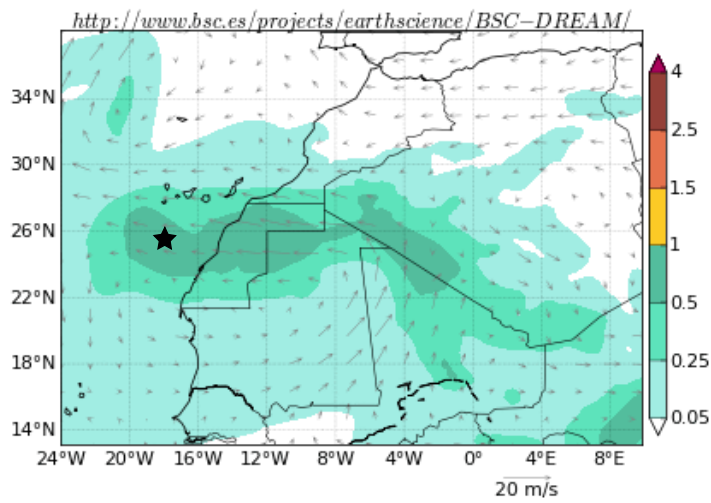 http://www.bsc.es/projects/earthscience/BSC−DREAM/
34°N
30°N
26°N
22°N
18°N
14°N
24°W 20°W 16°W 12°W 8°W 4°W 0°E 4°E 8°E
4
2.5
1.5
1
0.5
0.25
0.05
20 m/s